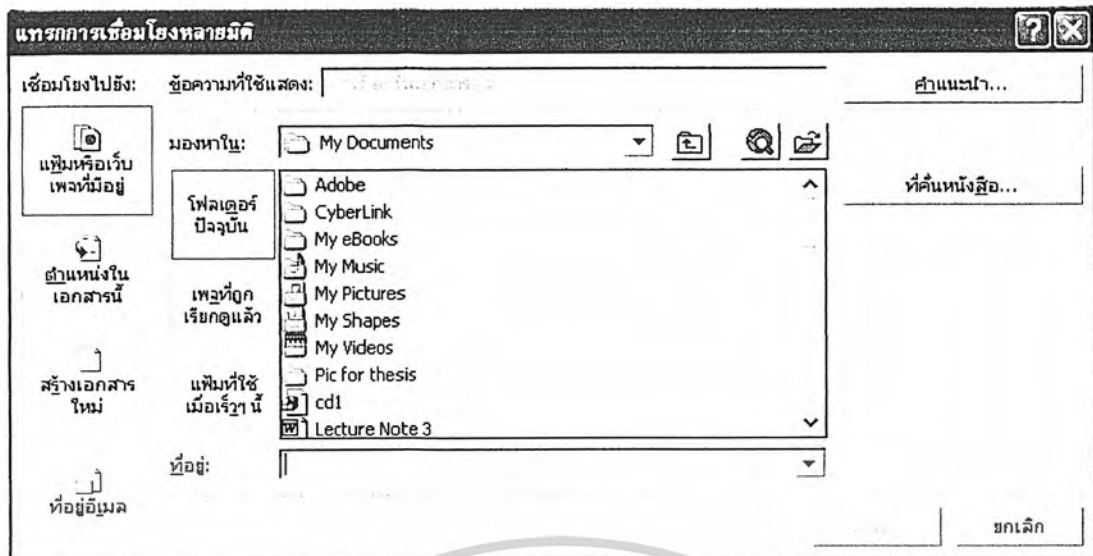 แทรกการเชื่อมโยงหลายมิติ
เชื่อมโยงไปยัง:
ข้อความที่ใช้แสดง:
คำแนะนำ...
แฟ้มหรือเว็บ
เพจที่มีอยู่
มองหาใน:
My Documents
ที่คั่นหนังสือ...
โฟลเดอร์
ปัจจุบัน
Adobe
CyberLink
My eBooks
My Music
My Pictures
My Shapes
My Videos
Pic for thesis
cd1
Lecture Note 3
ตำแหน่งใน
เอกสารนี้
เพจที่ถูก
เรียกดูแล้ว
สร้างเอกสาร
ใหม่
แฟ้มที่ใช้
เมื่อเร็วๆ นี้
ที่อยู่:
ที่อยู่อีเมล
ยกเลิก